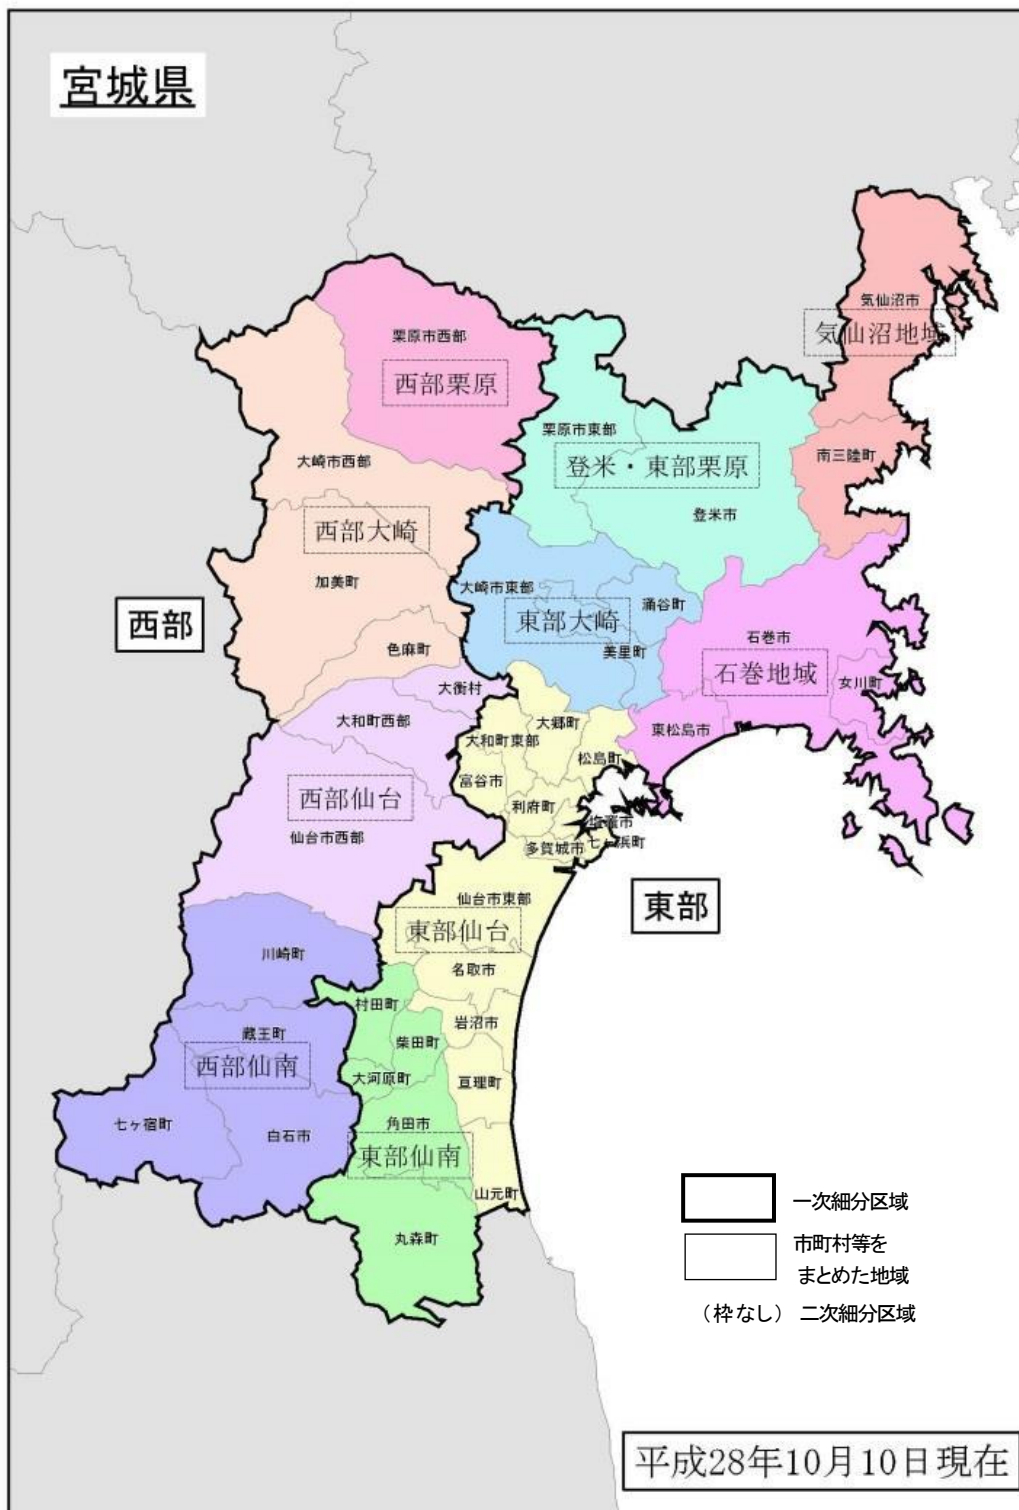 宮城県
気仙沼市
気仙沼地域
栗原市西部
西部栗原
栗原市東部
登米・東部栗原
登米市
南三陸町
大崎市西部
西部大崎
加美町
色麻町
大崎市東部
涌谷町
東部大崎
美里町
石巻市
石巻地域
女川町
東松島市
西部
大衡村
大和町西部
西部仙台
仙台市西部
大郷町
大和町東部
松島町
富谷市
利府町
塩竈市
多賀城市
七ヶ浜町
東部
仙台市東部
東部仙台
名取市
岩沼市
亘理町
山元町
川崎町
蔵王町
西部仙南
七ヶ宿町
白石市
村田町
柴田町
大河原町
角田市
東部仙南
丸森町
一次細分区域
市町村等を
まとめた地域
（枠なし） 二次細分区域
平成28年10月10日現在